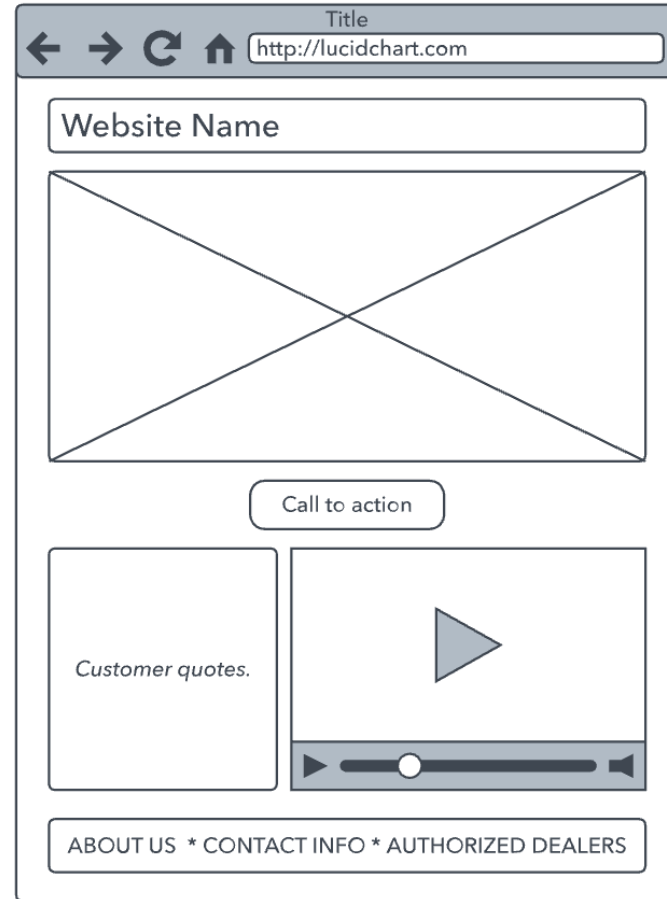 Title
http://lucidchart.com
Website Name
Call to action
Customer quotes.
ABOUT US * CONTACT INFO * AUTHORIZED DEALERS